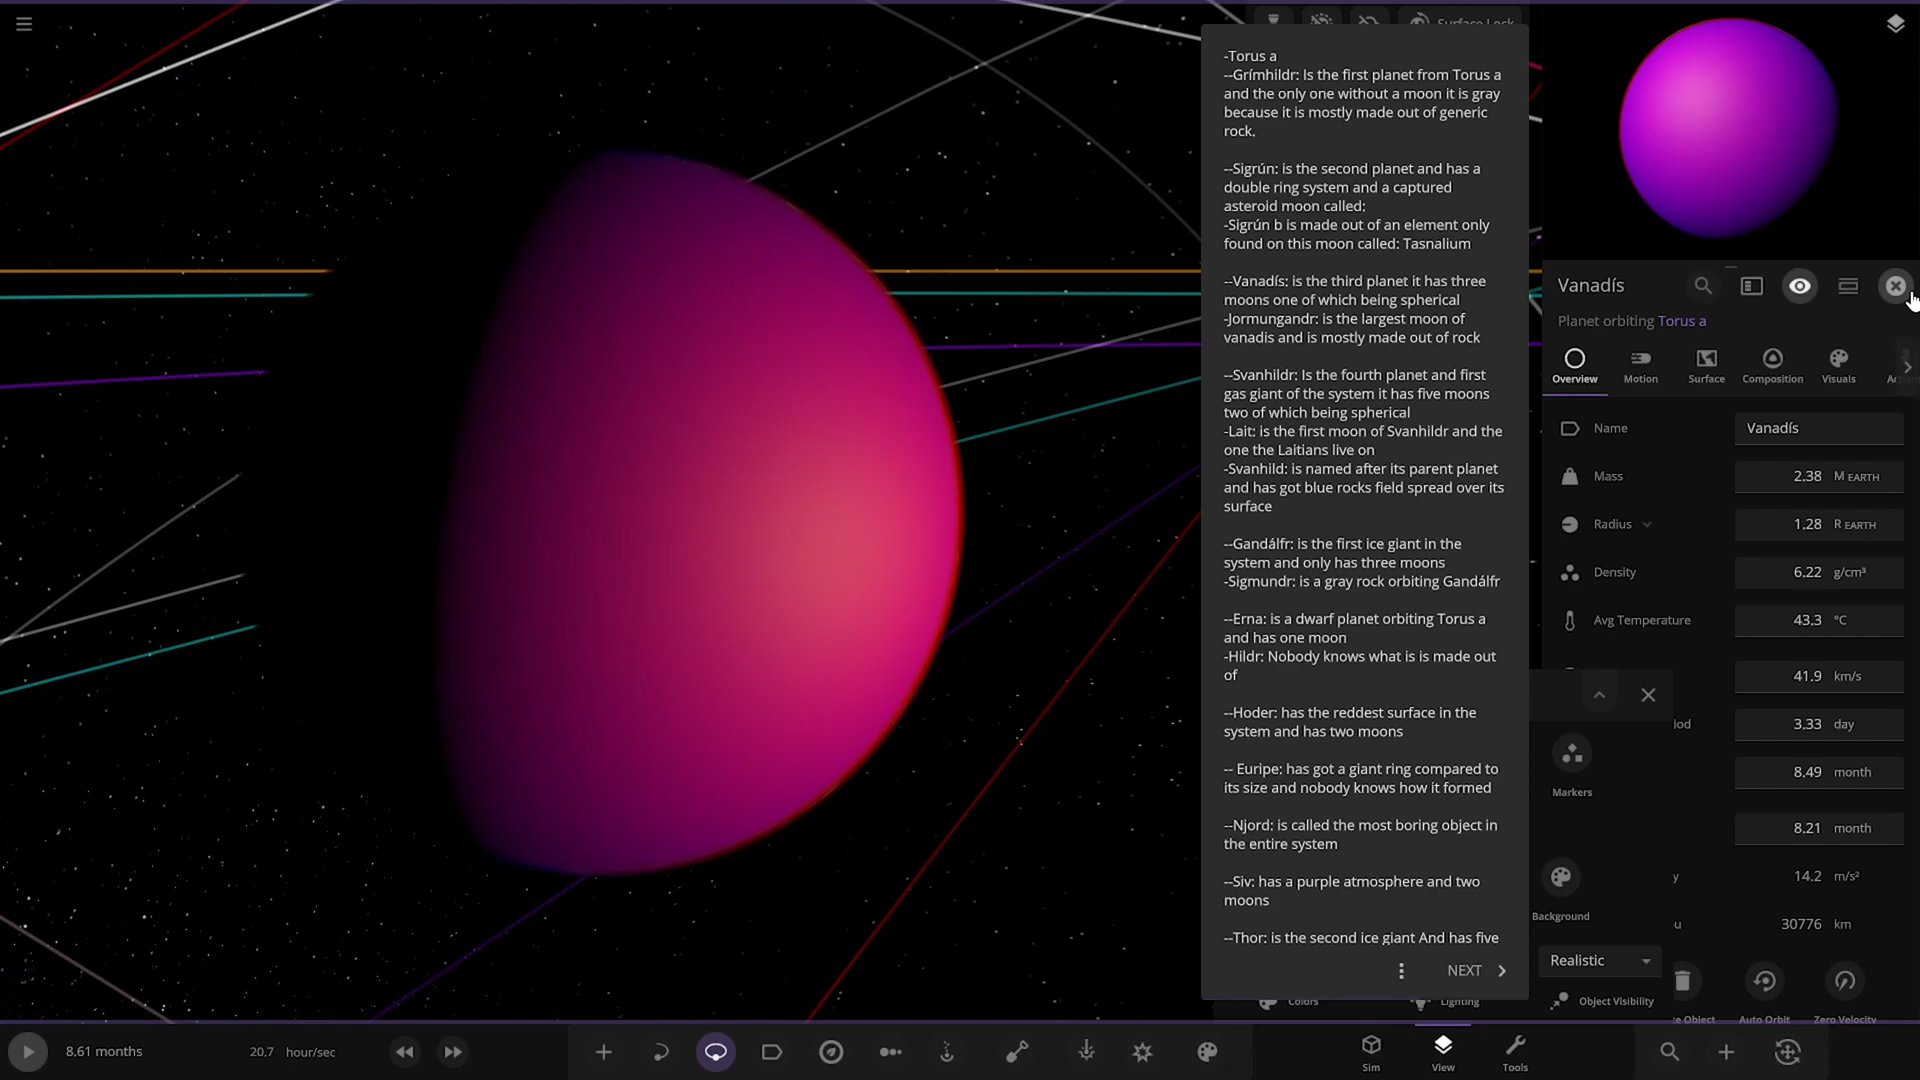 Surface Lock
-Torus a
--Grímhildr: Is the first planet from Torus a
and the only one without a moon it is gray
because it is mostly made out of generic
rock.
--Sigrún: is the second planet and has a
double ring system and a captured
asteroid moon called:
-Sigrún b is made out of an element only
found on this moon called: Tasnalium
--Vanadís: is the third planet it has three
moons one of which being spherical
-Jormungandr: is the largest moon of
vanadis and is mostly made out of rock
--Svanhildr: Is the fourth planet and first
gas giant of the system it has five moons
two of which being spherical
-Lait: is the first moon of Svanhildr and the
one the Laitians live on
-Svanhild: is named after its parent planet
and has got blue rocks field spread over its
surface
--Gandálfr: is the first ice giant in the
system and only has three moons
-Sigmundr: is a gray rock orbiting Gandálfr
--Erna: is a dwarf planet orbiting Torus a
and has one moon
-Hildr: Nobody knows what is is made out
of
--Hoder: has the reddest surface in the
system and has two moons
-- Euripe: has got a giant ring compared to
its size and nobody knows how it formed
--Njord: is called the most boring object in
the entire system
--Siv: has a purple atmosphere and two
moons
--Thor: is the second ice giant And has five
NEXT
Colors Lighting
Vanadís
Planet orbiting Torus a
Overview Motion Surface Composition Visuals
Name Vanadís
Mass 2.38 M EARTH
Radius 1.28 R EARTH
Density 6.22 g/cm³
Avg Temperature 43.3 °C
41.9 km/s
iod 3.33 day
8.49 month
Markers
8.21 month
y 14.2 m/s²
Background
u 30776 km
Realistic
Object Visibility
te Object Auto Orbit Zero Velocity
8.61 months 20.7 hour/sec
Sim View Tools